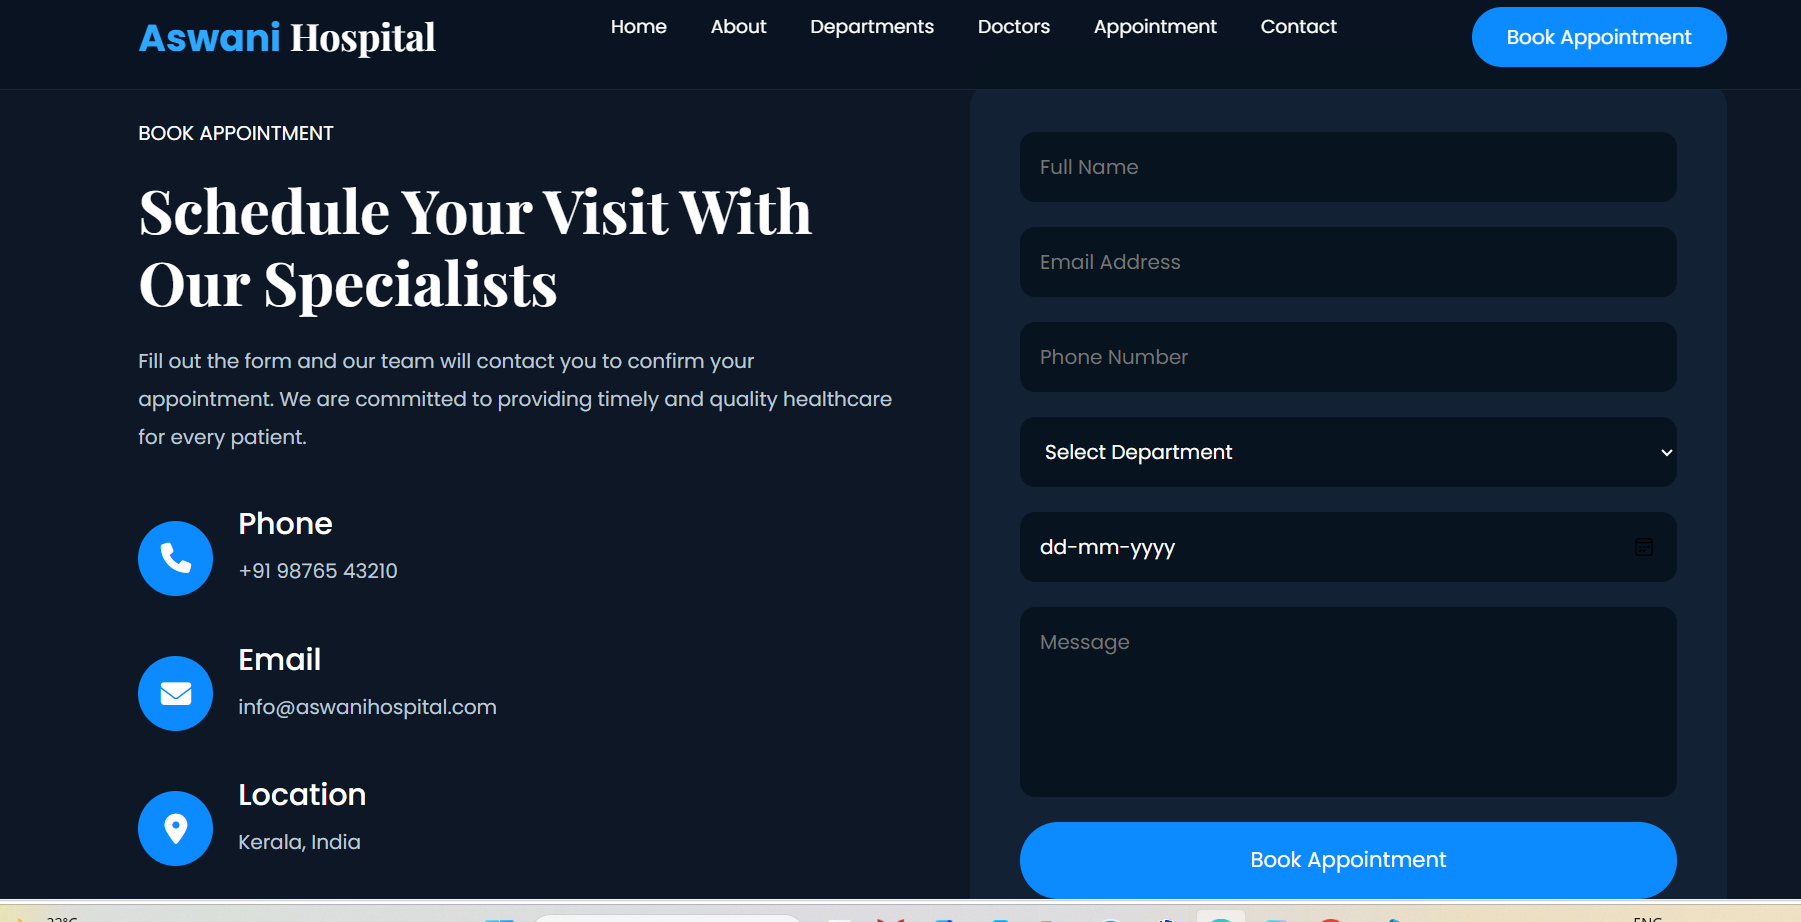 Aswani Hospital
Home About Departments Doctors Appointment Contact
Book Appointment
BOOK APPOINTMENT
Schedule Your Visit With
Our Specialists
Fill out the form and our team will contact you to confirm your
appointment. We are committed to providing timely and quality healthcare
for every patient.
Phone
+91 98765 43210
Email
info@aswanihospital.com
Location
Kerala, India
Full Name
Email Address
Phone Number
Select Department
dd-mm-yyyy
Message
Book Appointment